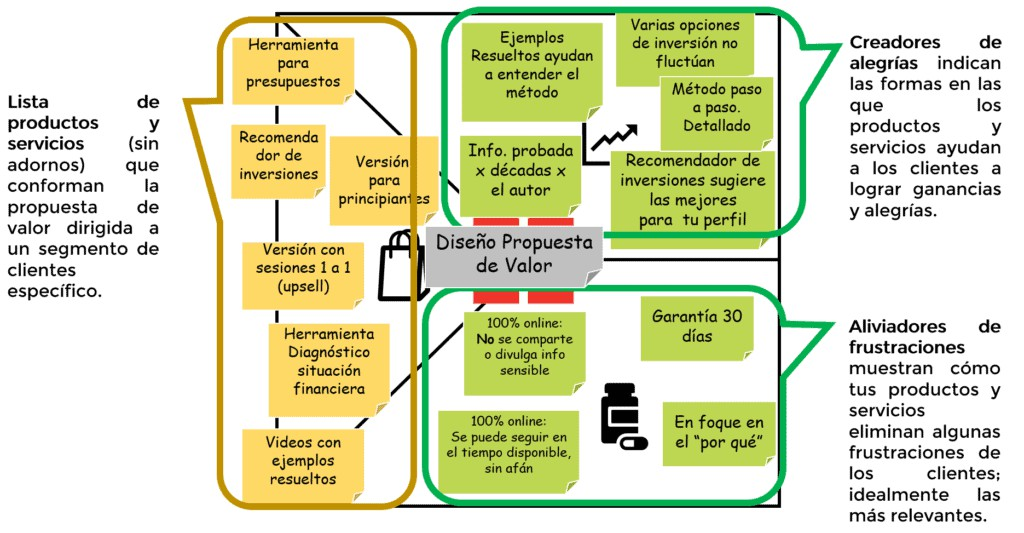 Lista de
productos y
servicios (sin
adornos) que
conforman la
propuesta de
valor dirigida a
un segmento de
clientes
específico.
Herramienta
para
presupuestos
Recomenda
dor de
inversiones
Versión
para
principiantes
Versión con
sesiones 1 a 1
(upsell)
Herramienta
Diagnóstico
situación
financiera
Videos con
ejemplos
resueltos
Ejemplos
Resueltos ayudan
a entender el
método
Varias opciones
de inversión no
fluctúan
Método paso
a paso.
Detallado
Info. probada
x décadas x
el autor
Recomendador de
inversiones sugiere
las mejores
para tu perfil
Diseño Propuesta
de Valor
100% online:
No se comparte
o divulga info
sensible
Garantía 30
días
100% online:
Se puede seguir en
el tiempo disponible,
sin afán
En foque en
el “por qué”
Creadores de
alegrías indican
las formas en las
que los
productos y
servicios ayudan
a los clientes a
lograr ganancias
y alegrías.
Aliviadores de
frustraciones
muestran cómo
tus productos y
servicios
eliminan algunas
frustraciones de
los clientes;
idealmente las
más relevantes.